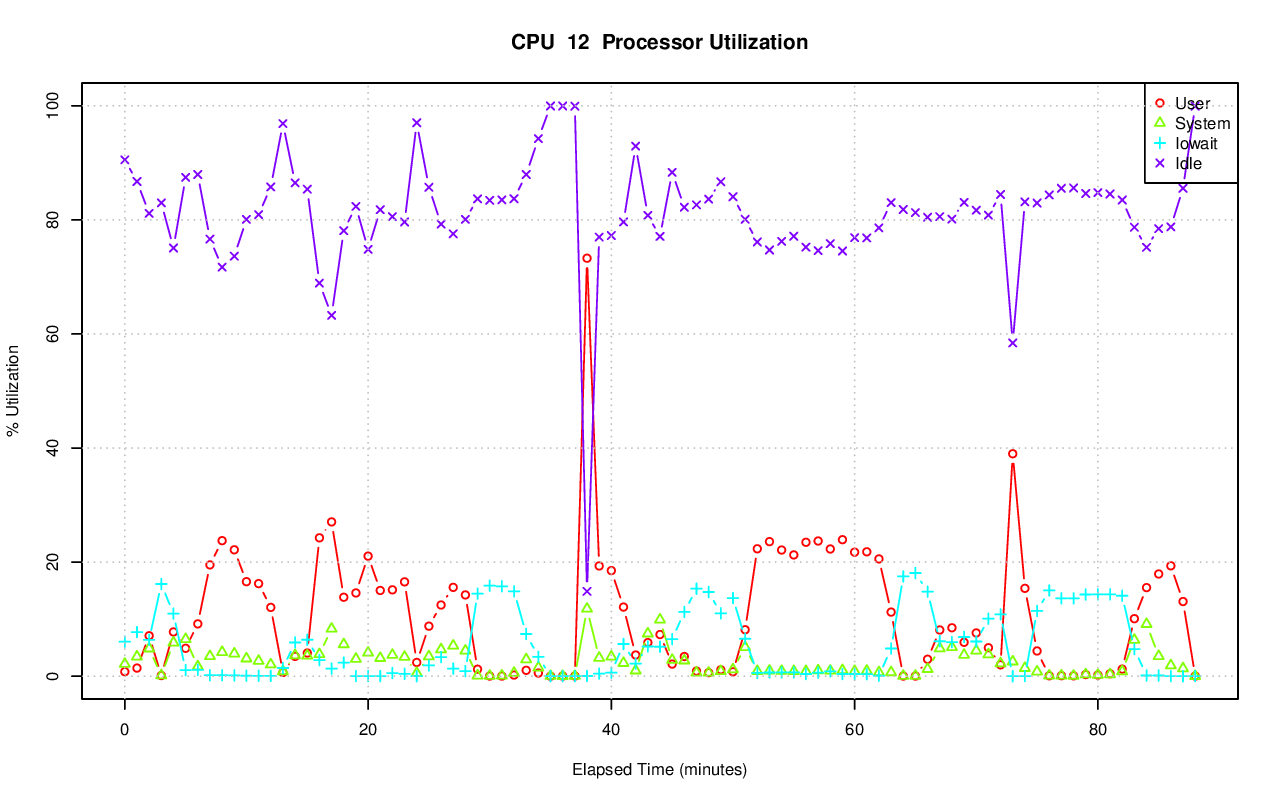 CPU  12  Processor Utilization
% Utilization
100
80
60
40
20
0
User
System
Iowait
Idle
0 20 40 60 80
Elapsed Time (minutes)